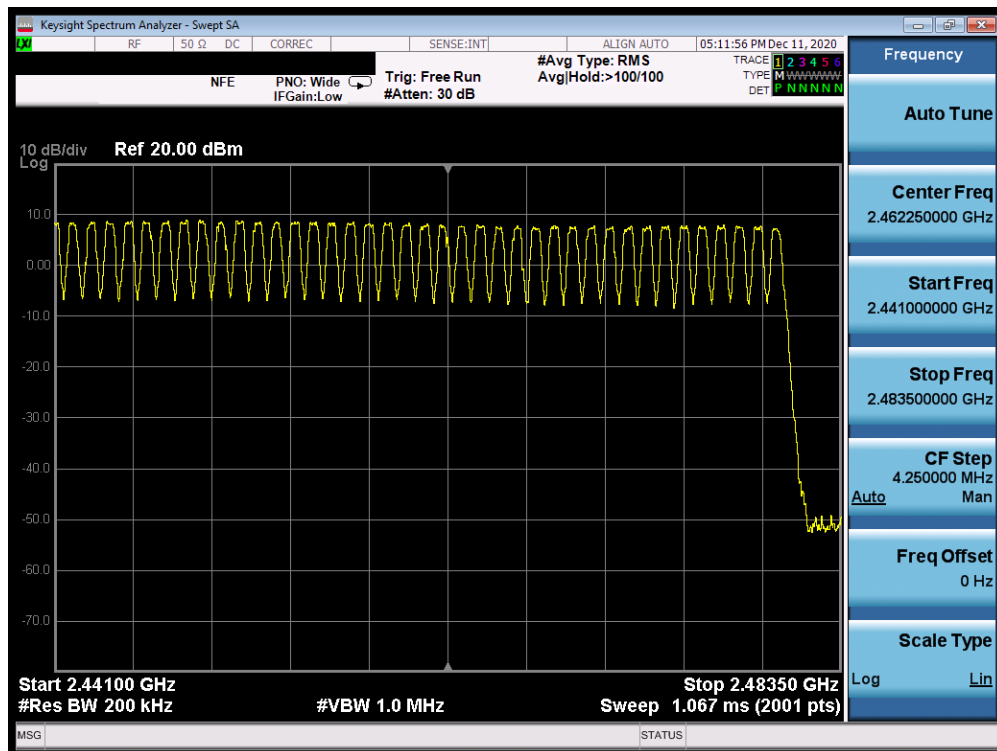 Keysight Spectrum Analyzer - Swept SA
LXI RF 50 Ω DC CORREC SENSE:INT ALIGN AUTO 05:11:56 PM Dec 11, 2020
NFE
PNO: Wide
IFGain:Low
Trig: Free Run
#Atten: 30 dB
#Avg Type: RMS
Avg|Hold:>100/100
TRACE 1 2 3 4 5 6
TYPE M WWWWW
DET P N N N N N
10 dB/div
Log
Ref 20.00 dBm
10.0
0.00
-10.0
-20.0
-30.0
-40.0
-50.0
-60.0
-70.0
Start 2.44100 GHz
Stop 2.48350 GHz
#Res BW 200 kHz
#VBW 1.0 MHz
Sweep 1.067 ms (2001 pts)
MSG
STATUS
Frequency
Auto Tune
Center Freq
2.462250000 GHz
Start Freq
2.441000000 GHz
Stop Freq
2.483500000 GHz
CF Step
4.250000 MHz
Auto Man
Freq Offset
0 Hz
Scale Type
Log Lin